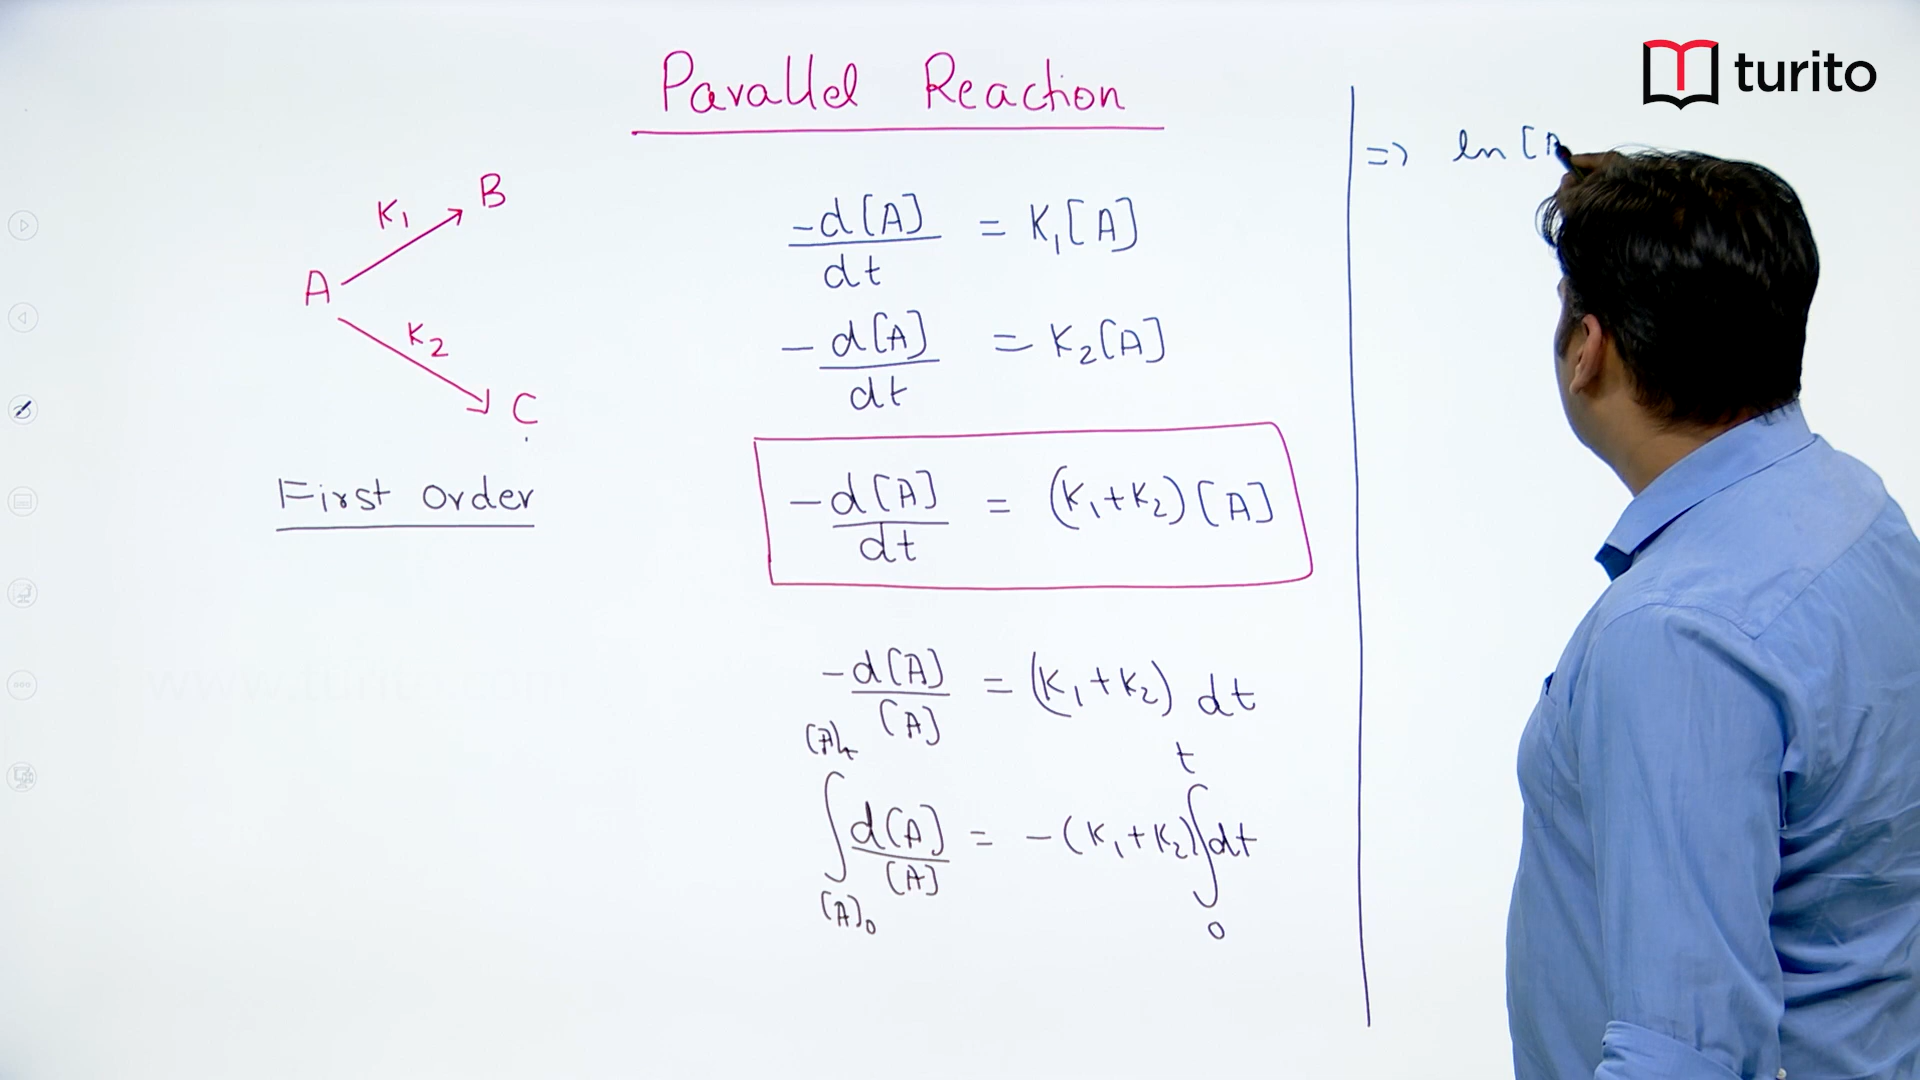 turito
Parallel Reaction
K₁
B
A
K₂
C
First Order
-d[A]/dt = K₁[A]
-d[A]/dt = K₂[A]
-d[A]/dt = (K₁+K₂)[A]
-d[A]/[A] = (K₁+K₂) dt
[A]t
t
∫d[A]/[A] = -(K₁+K₂)∫dt
[A]₀
0
=> ln [A